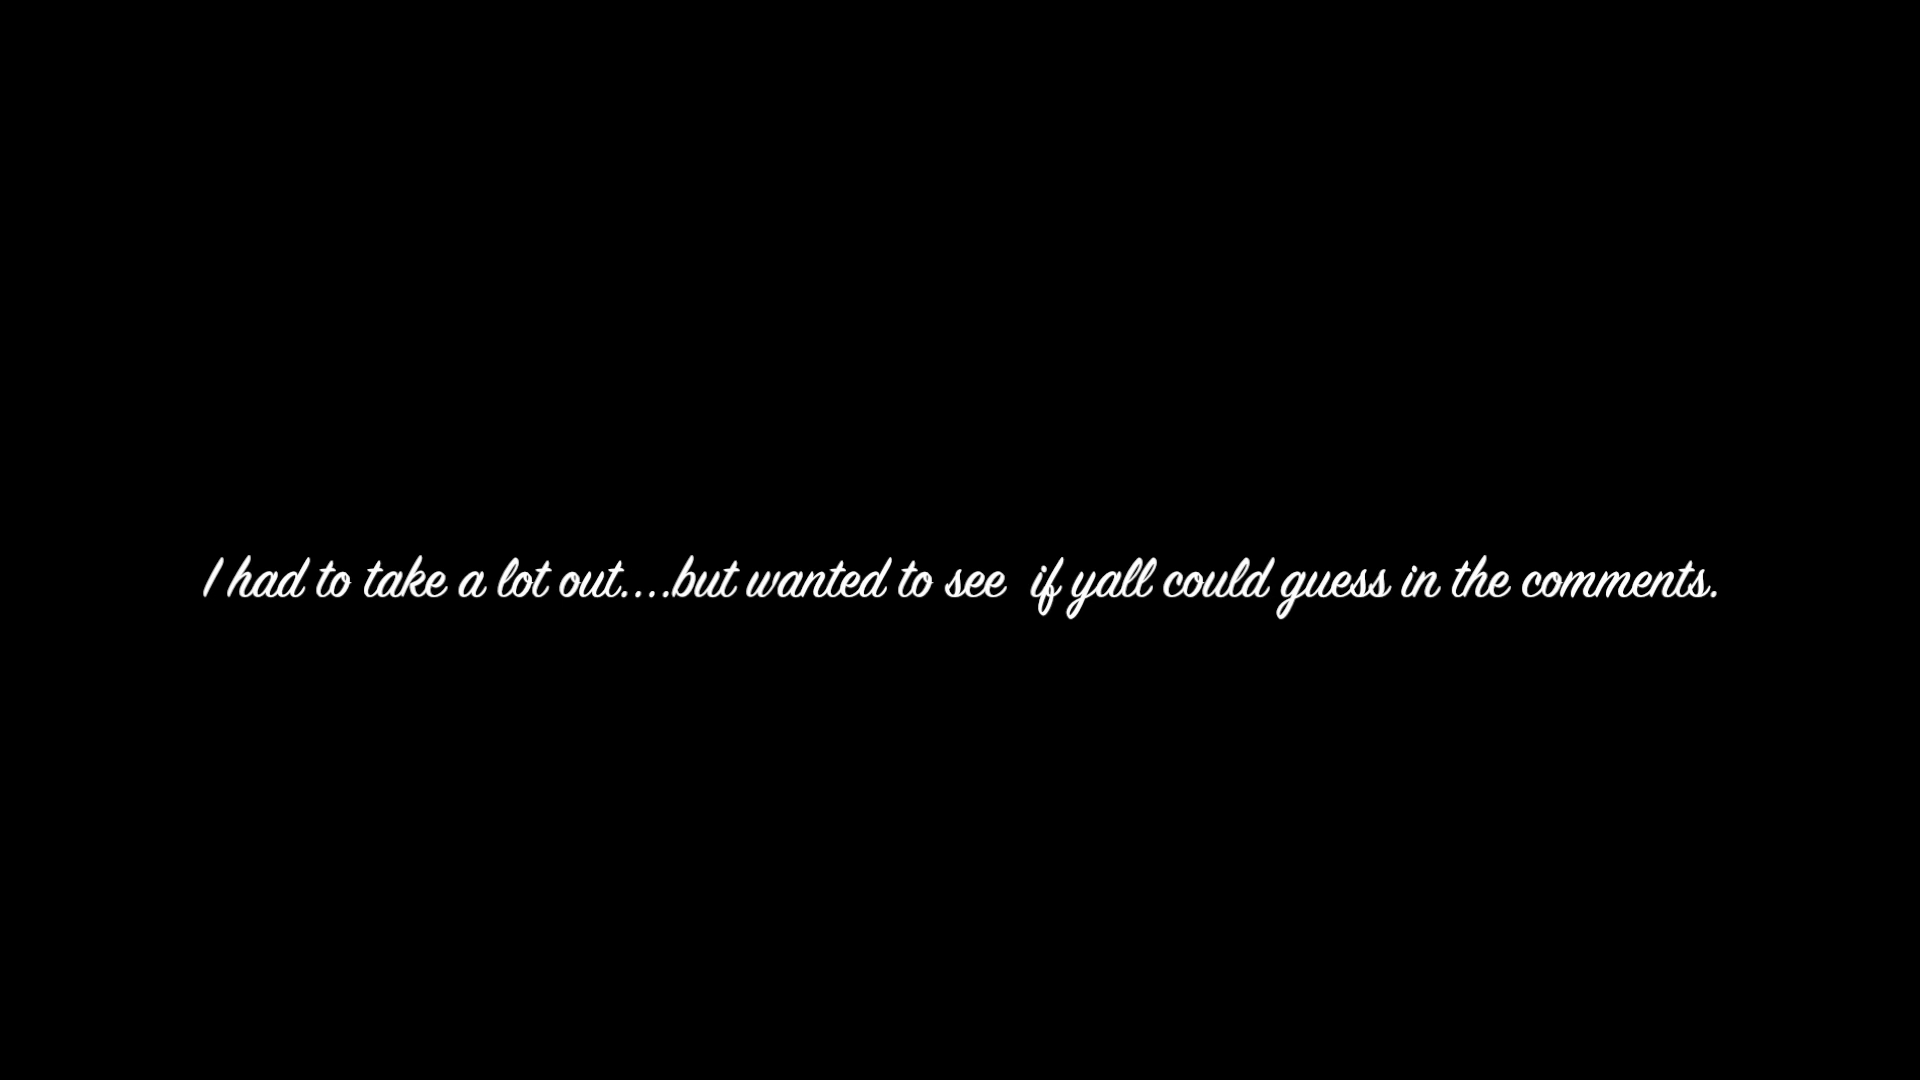 I had to take a lot out....but wanted to see  if yall could guess in the comments.